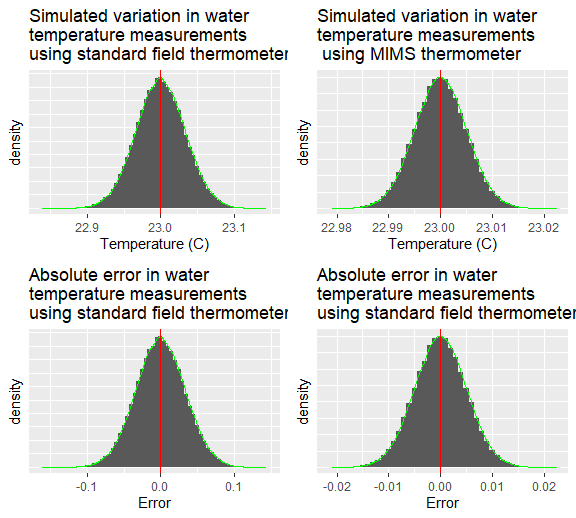 Simulated variation in water
temperature measurements
using standard field thermometer
density
22.9 23.0 23.1
Temperature (C)
Simulated variation in water
temperature measurements
using MIMS thermometer
density
22.98 22.99 23.00 23.01 23.02
Temperature (C)
Absolute error in water
temperature measurements
using standard field thermometer
density
-0.1 0.0 0.1
Error
Absolute error in water
temperature measurements
using standard field thermometer
density
-0.02 -0.01 0.00 0.01 0.02
Error